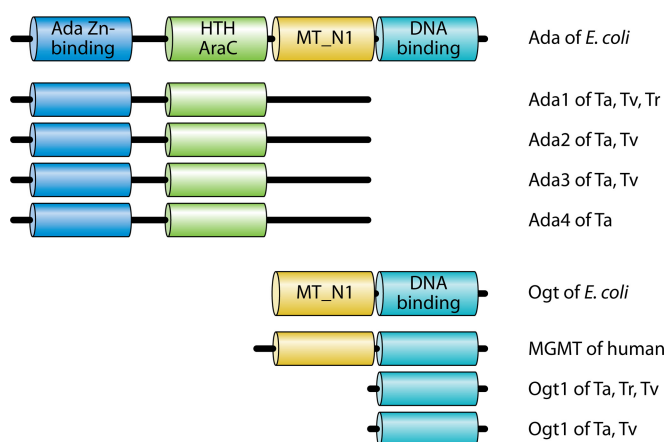 Ada Zn-
binding
HTH
AraC
MT_N1
DNA
binding
Ada of E. coli
Ada1 of Ta, Tv, Tr
Ada2 of Ta, Tv
Ada3 of Ta, Tv
Ada4 of Ta
MT_N1
DNA
binding
Ogt of E. coli
MGMT of human
Ogt1 of Ta, Tr, Tv
Ogt1 of Ta, Tv